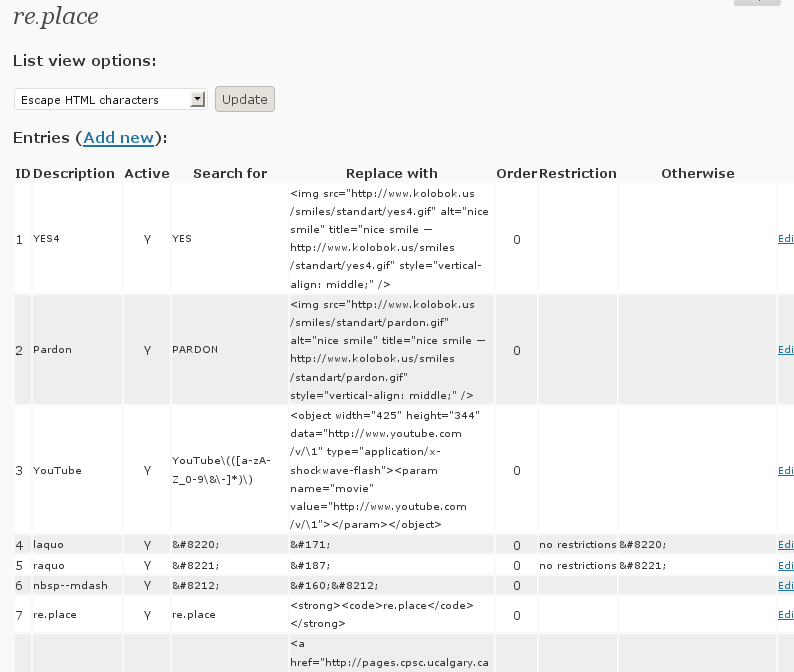 re.place
List view options:
Escape HTML characters Update
Entries (Add new):
ID Description Active Search for Replace with Order Restriction Otherwise
<img src="http://www.kolobok.us
/smiles/standart/yes4.gif" alt="nice
smile" title="nice smile —
1 YES4 Y YES http://www.kolobok.us/smiles 0 Edi
/standart/yes4.gif" style="vertical-
align: middle;" />
<img src="http://www.kolobok.us
/smiles/standart/pardon.gif"
alt="nice smile" title="nice smile —
2 Pardon Y PARDON http://www.kolobok.us/smiles 0 Edi
/standart/pardon.gif"
style="vertical-align: middle;" />
<object width="425" height="344"
data="http://www.youtube.com
/v/\1" type="application/x-
3 YouTube Y YouTube\(([a-zA- shockwave-flash"><param 0 Edi
Z_0-9\&\-]*)\) name="movie"
value="http://www.youtube.com
/v/\1"></param></object>
4 laquo Y &#8220; &#171; 0 no restrictions &#8220; Edi
5 raquo Y &#8221; &#187; 0 no restrictions &#8221; Edi
6 nbsp--mdash Y &#8212; &#160;&#8212; 0 Edi
7 re.place Y re.place <strong><code>re.place</code> 0 Edi
</strong>
<a
href="http://pages.cpsc.ucalgary.ca